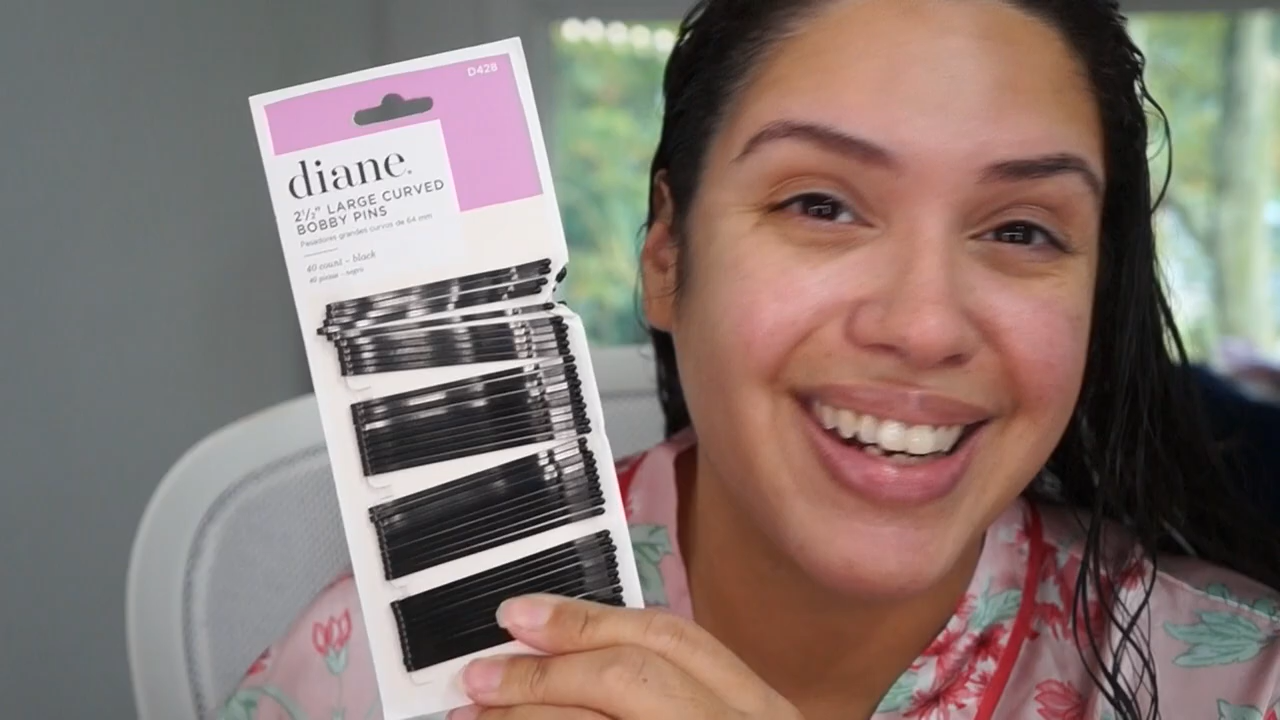 D428
diane.
2½" LARGE CURVED
BOBBY PINS
Pasadores grandes curvos de 64 mm
40 count - black
40 piezas - negro